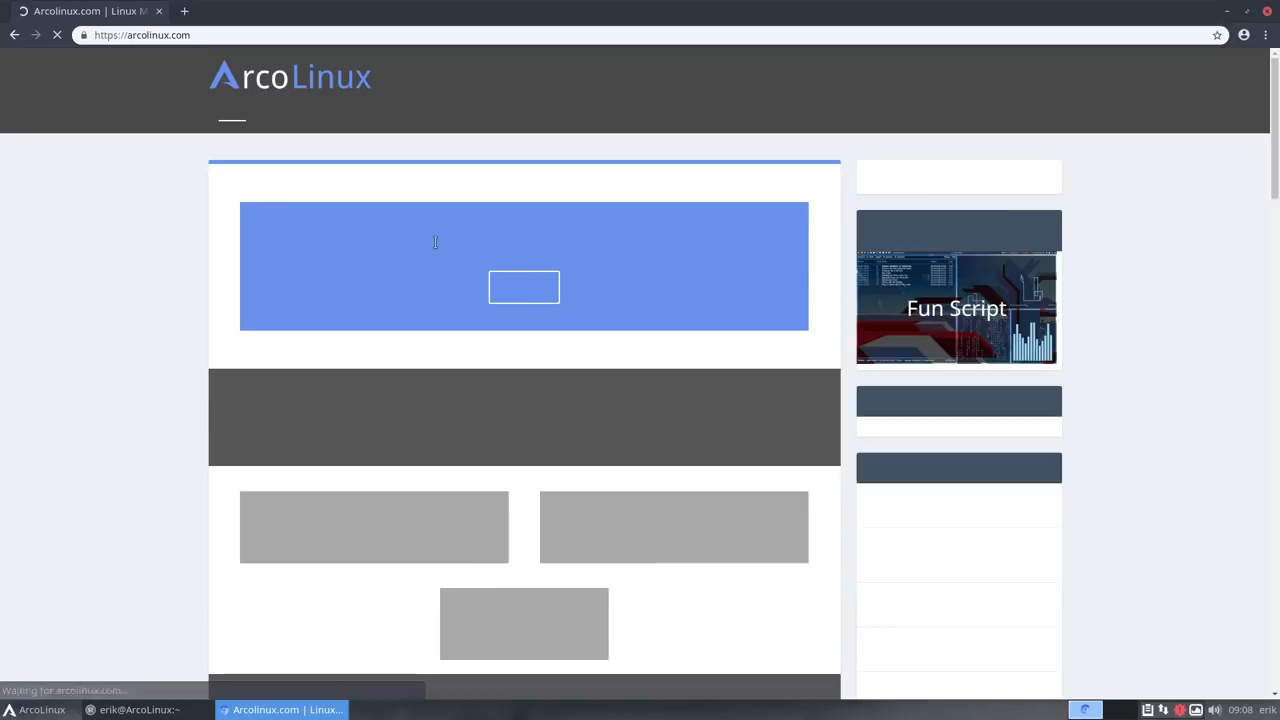 Arcolinux.com | Linux M
https://arcolinux.com
ArcoLinux
Fun Script
Waiting for arcolinux.com...
ArcoLinux
erik@ArcoLinux:~
Arcolinux.com | Linux...
09:08
erik